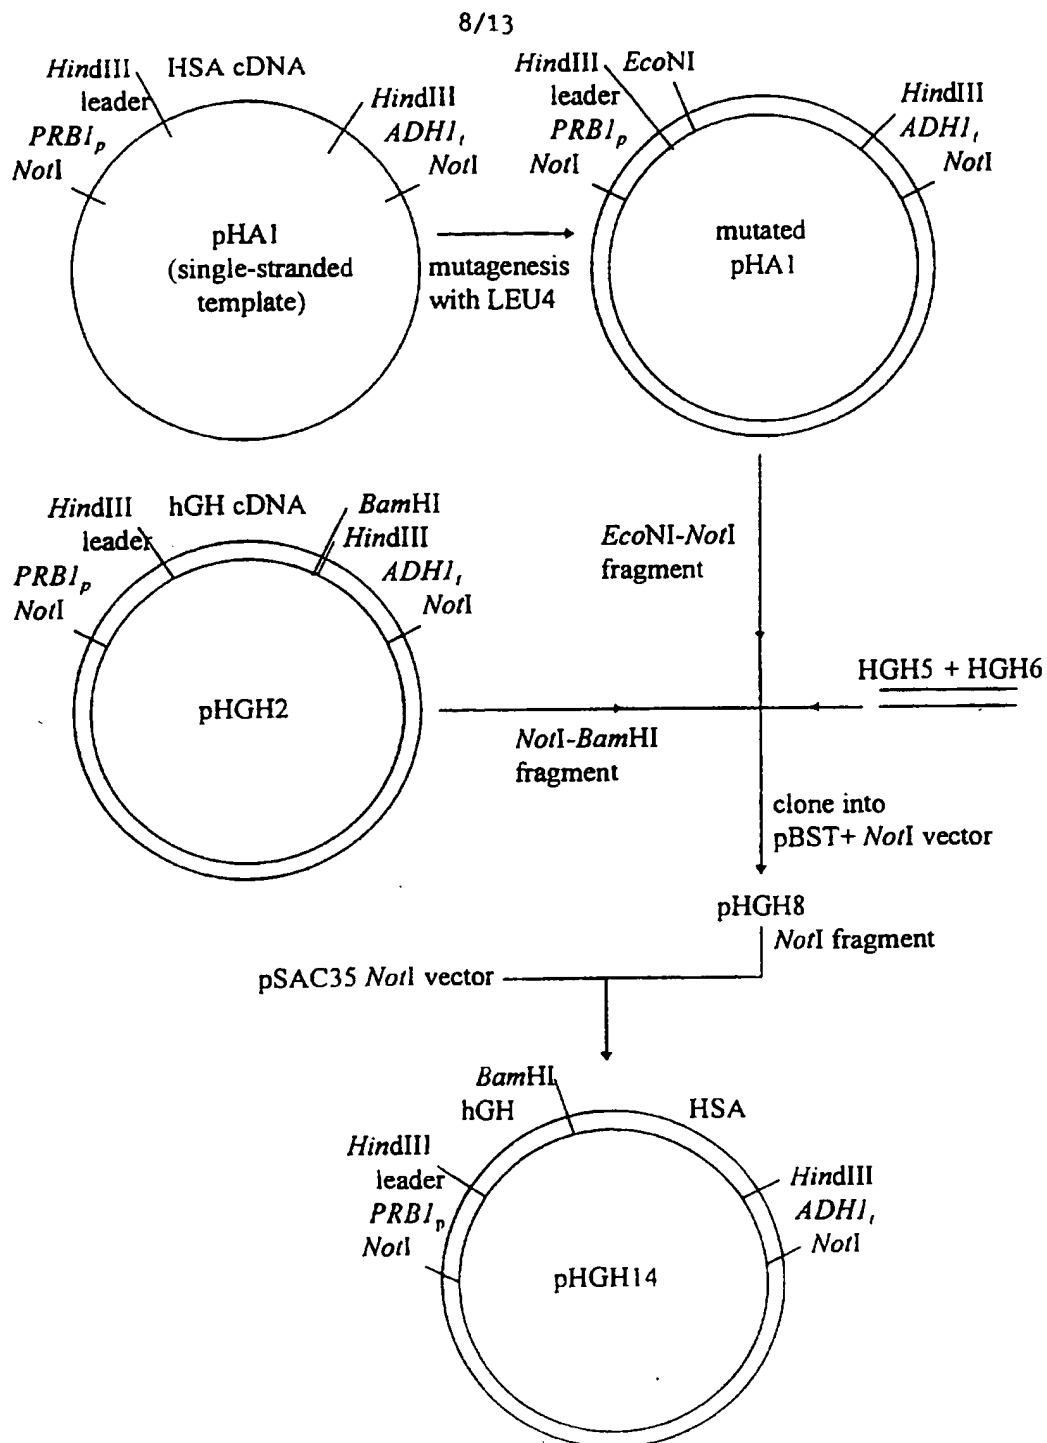 8/13
HindIII HSA cDNA
leader
PRB1p
NotI
HindIII
ADH1t
NotI
pHA1
(single-stranded
template)
mutagenesis
with LEU4
HindIII EcoNI
leader
PRB1p
NotI
HindIII
ADH1t
NotI
mutated
pHA1
HindIII hGH cDNA
leader
PRB1p
NotI
BamHI
HindIII
ADH1t
NotI
pHGH2
EcoNI-NotI
fragment
HGH5 + HGH6
NotI-BamHI
fragment
clone into
pBST+ NotI vector
pHGH8
NotI fragment
pSAC35 NotI vector
BamHI
hGH
HSA
HindIII
leader
PRB1p
NotI
HindIII
ADH1t
NotI
pHGH14